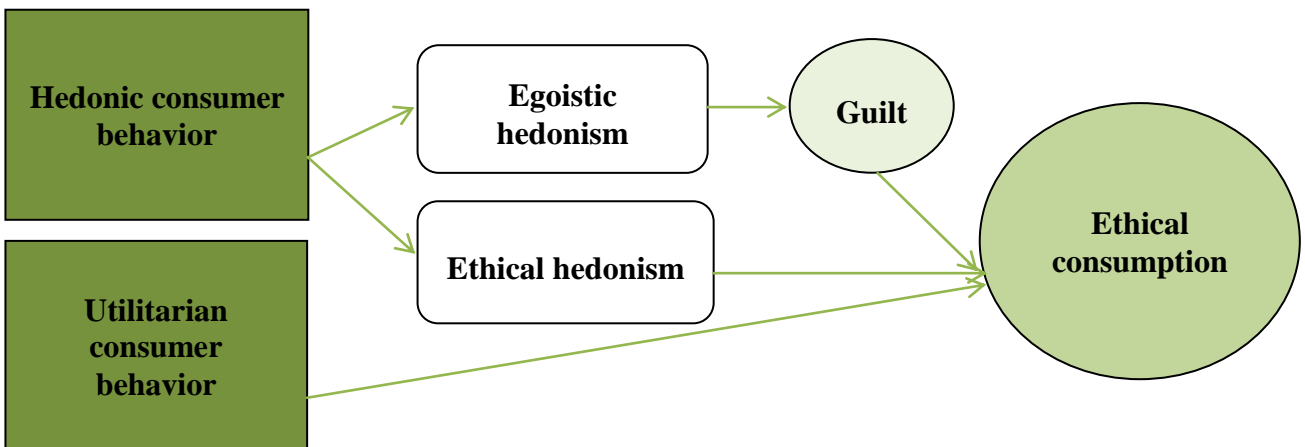 Hedonic consumer
behavior
Egoistic
hedonism
Guilt
Ethical hedonism
Ethical
consumption
Utilitarian
consumer
behavior